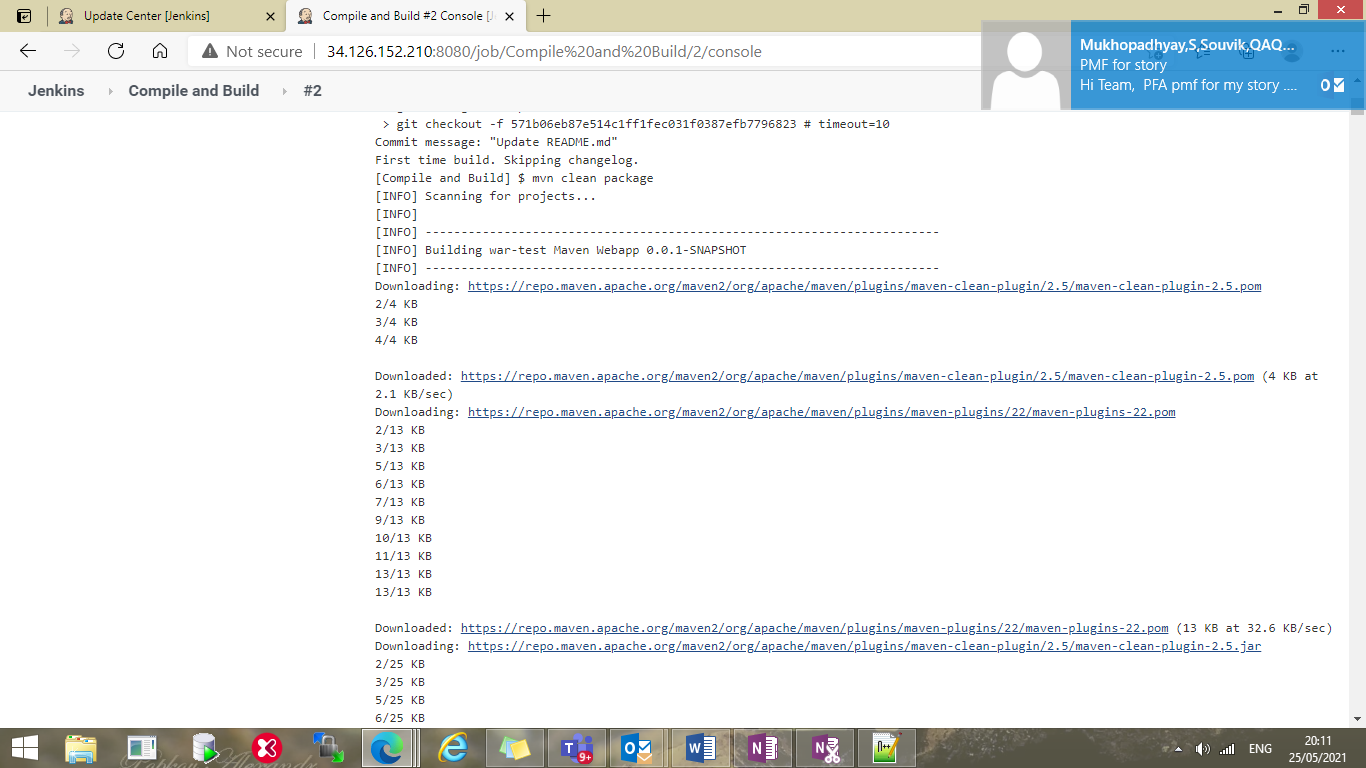 Update Center [Jenkins]
Compile and Build #2 Console [J
Not secure
34.126.152.210:8080/job/Compile%20and%20Build/2/console
Mukhopadhyay,S,Souvik,QAQ...
PMF for story
Hi Team, PFA pmf for my story ....
Jenkins
Compile and Build
#2
> git checkout -f 571b06eb87e514c1ff1fec031f0387efb7796823 # timeout=10
Commit message: "Update README.md"
First time build. Skipping changelog.
[Compile and Build] $ mvn clean package
[INFO] Scanning for projects...
[INFO]
[INFO] ------------------------------------------------------------------------
[INFO] Building war-test Maven Webapp 0.0.1-SNAPSHOT
[INFO] ------------------------------------------------------------------------
Downloading: https://repo.maven.apache.org/maven2/org/apache/maven/plugins/maven-clean-plugin/2.5/maven-clean-plugin-2.5.pom
2/4 KB
3/4 KB
4/4 KB
Downloaded: https://repo.maven.apache.org/maven2/org/apache/maven/plugins/maven-clean-plugin/2.5/maven-clean-plugin-2.5.pom (4 KB at
2.1 KB/sec)
Downloading: https://repo.maven.apache.org/maven2/org/apache/maven/plugins/maven-plugins/22/maven-plugins-22.pom
2/13 KB
3/13 KB
5/13 KB
6/13 KB
7/13 KB
9/13 KB
10/13 KB
11/13 KB
13/13 KB
13/13 KB
Downloaded: https://repo.maven.apache.org/maven2/org/apache/maven/plugins/maven-plugins/22/maven-plugins-22.pom (13 KB at 32.6 KB/sec)
Downloading: https://repo.maven.apache.org/maven2/org/apache/maven/plugins/maven-clean-plugin/2.5/maven-clean-plugin-2.5.jar
2/25 KB
3/25 KB
5/25 KB
6/25 KB
9+
ENG
20:11
25/05/2021